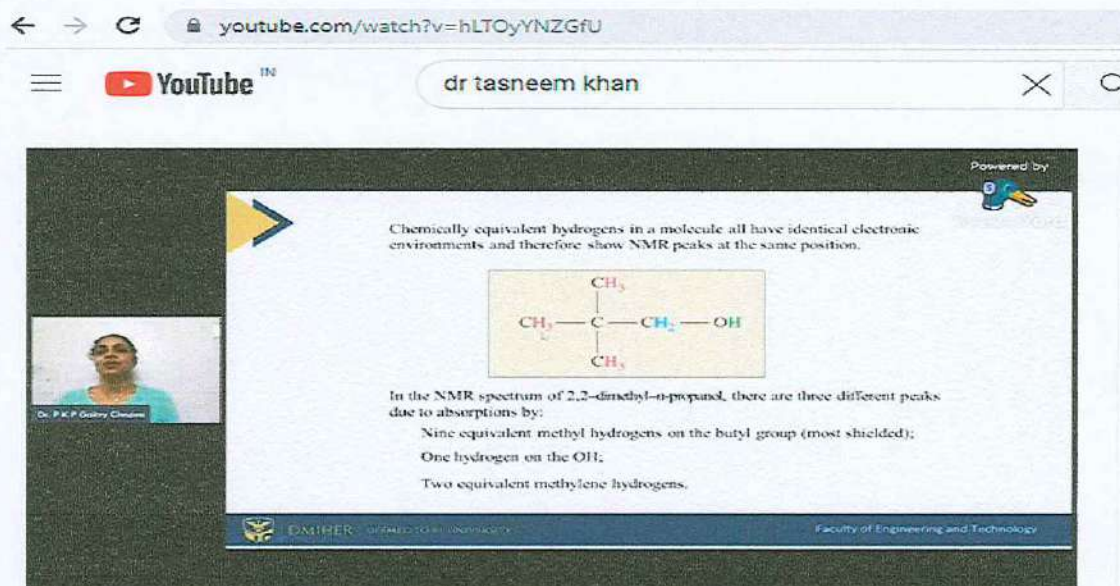 youtube.com/watch?v=hLTOyYNZGfU
YouTube IN
dr tasneem khan
Powered by
Chemically equivalent hydrogens in a molecule all have identical electronic
environments and therefore show NMR peaks at the same position.
CH3
CH3 — C — CH2 — OH
CH3
In the NMR spectrum of 2,2–dimethyl–n-propanol, there are three different peaks
due to absorptions by:
Nine equivalent methyl hydrogens on the butyl group (most shielded);
One hydrogen on the OH;
Two equivalent methylene hydrogens.
Dr. P K P
DMIHER
Faculty of Engineering and Technology